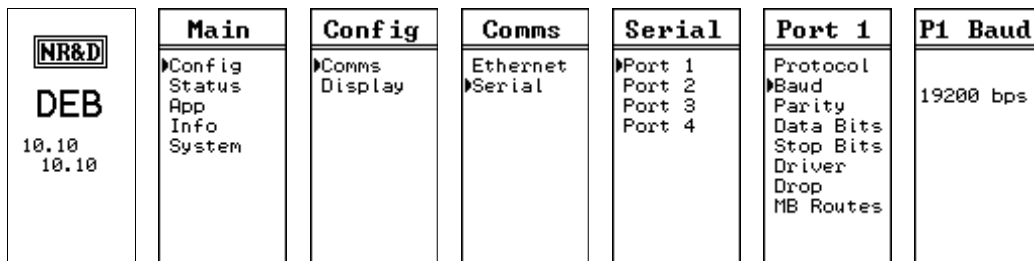 NR&D
DEB
10.10
10.10
Main
Config
Status
App
Info
System
Config
Comms
Display
Comms
Ethernet
Serial
Serial
Port 1
Port 2
Port 3
Port 4
Port 1
Protocol
Baud
Parity
Data Bits
Stop Bits
Driver
Drop
MB Routes
P1 Baud
19200 bps